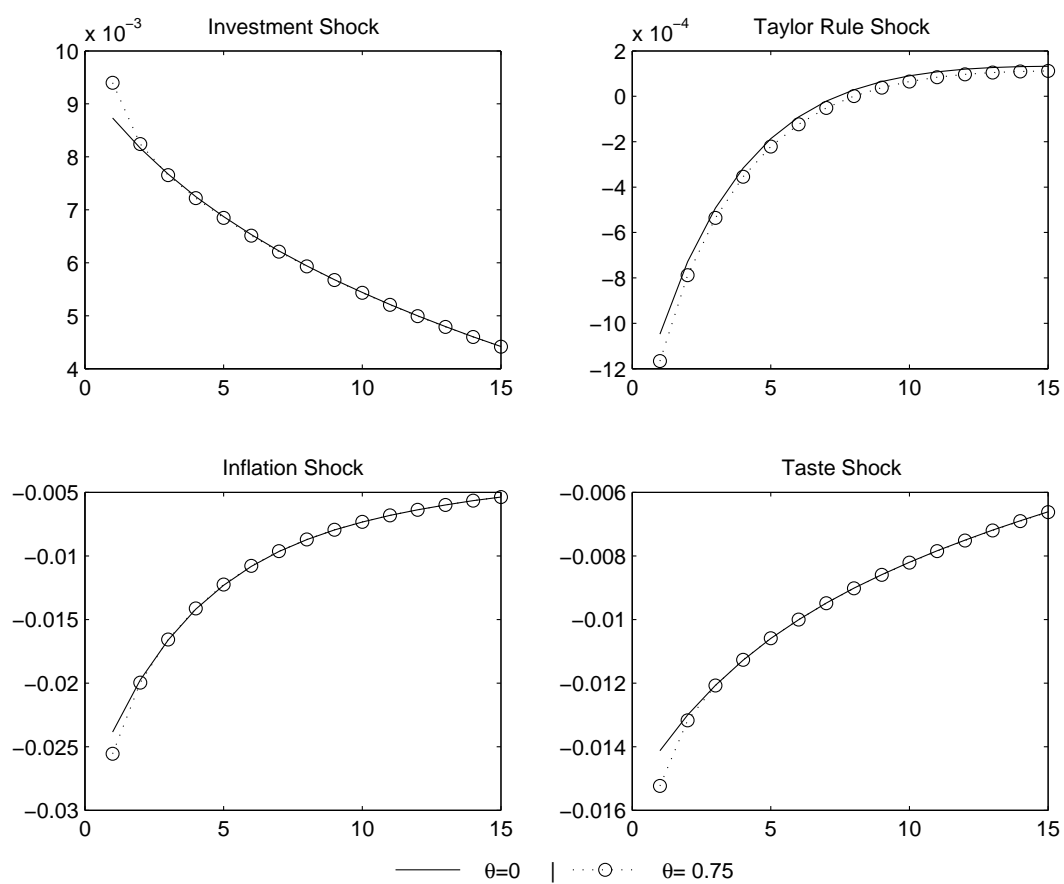 Investment Shock
x 10⁻³
10
9
8
7
6
5
4
0 5 10 15
Taylor Rule Shock
x 10⁻⁴
2
0
−2
−4
−6
−8
−10
−12
0 5 10 15
Inflation Shock
−0.005
−0.01
−0.015
−0.02
−0.025
−0.03
0 5 10 15
Taste Shock
−0.006
−0.008
−0.01
−0.012
−0.014
−0.016
0 5 10 15
θ=0 | θ= 0.75